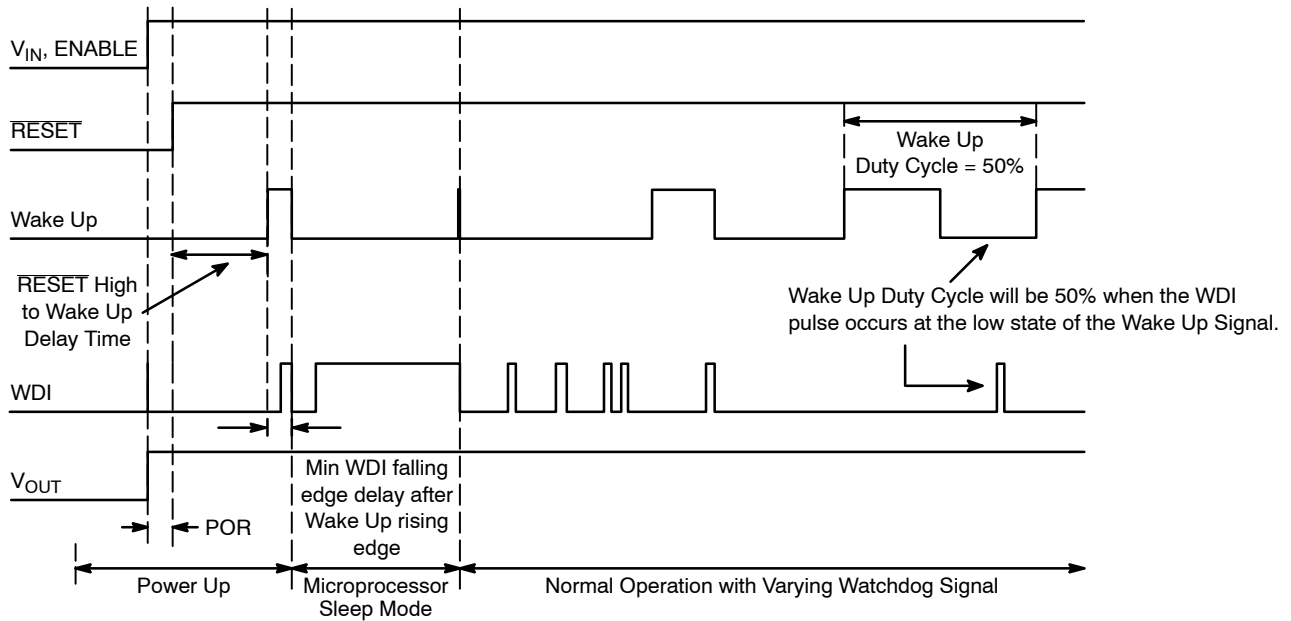 VIN, ENABLE
RESET
Wake Up
Duty Cycle = 50%
Wake Up
RESET High
to Wake Up
Delay Time
Wake Up Duty Cycle will be 50% when the WDI
pulse occurs at the low state of the Wake Up Signal.
WDI
VOUT
Min WDI falling
edge delay after
Wake Up rising
edge
POR
Power Up
Microprocessor
Sleep Mode
Normal Operation with Varying Watchdog Signal